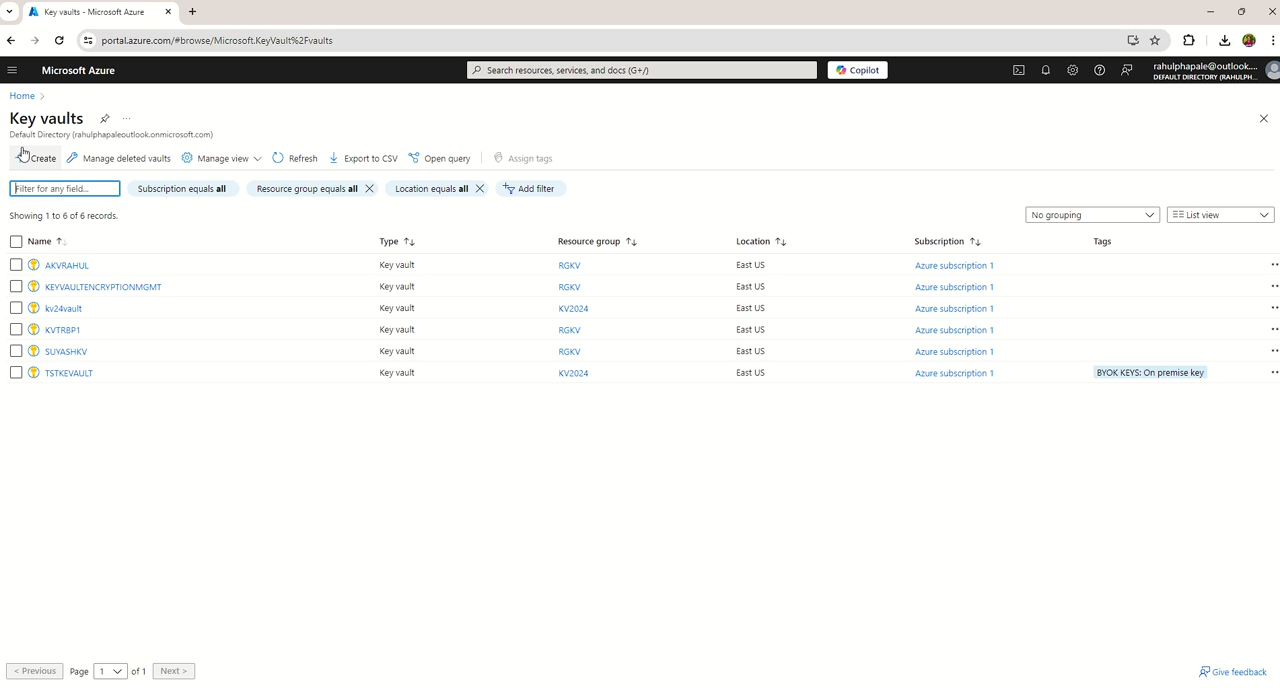 Key vaults - Microsoft Azure
portal.azure.com/#browse/Microsoft.KeyVault%2Fvaults
Microsoft Azure
Search resources, services, and docs (G+/)
Copilot
rahulphapale@outlook....
DEFAULT DIRECTORY (RAHULPH...
Home
Key vaults
Default Directory (rahulphapaleoutlook.onmicrosoft.com)
Create
Manage deleted vaults
Manage view
Refresh
Export to CSV
Open query
Assign tags
Filter for any field...
Subscription equals all
Resource group equals all
Location equals all
Add filter
Showing 1 to 6 of 6 records.
No grouping
List view
Name Type Resource group Location Subscription Tags
AKVRAHUL Key vault RGKV East US Azure subscription 1
KEYVAULTENCRYPTIONMGMT Key vault RGKV East US Azure subscription 1
kv24vault Key vault KV2024 East US Azure subscription 1
KVTRBP1 Key vault RGKV East US Azure subscription 1
SUYASHKV Key vault RGKV East US Azure subscription 1
TSTKEVAULT Key vault KV2024 East US Azure subscription 1 BYOK KEYS: On premise key
< Previous Page 1 of 1 Next >
Give feedback